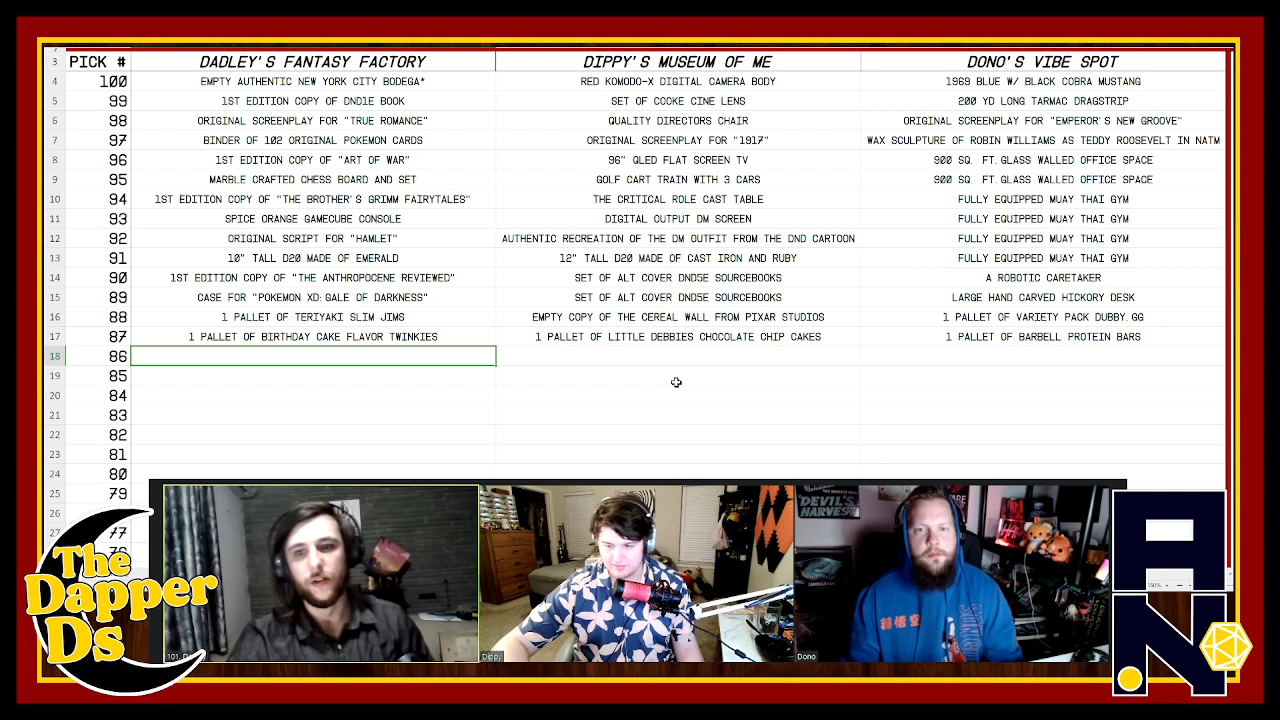 3 PICK # DADLEY'S FANTASY FACTORY DIPPY'S MUSEUM OF ME DONO'S VIBE SPOT
4 100 EMPTY AUTHENTIC NEW YORK CITY BODEGA* RED KOMODO-X DIGITAL CAMERA BODY 1969 BLUE W/ BLACK COBRA MUSTANG
5 99 1ST EDITION COPY OF DND1E BOOK SET OF COOKE CINE LENS 200 YD LONG TARMAC DRAGSTRIP
6 98 ORIGINAL SCREENPLAY FOR "TRUE ROMANCE" QUALITY DIRECTORS CHAIR ORIGINAL SCREENPLAY FOR "EMPEROR'S NEW GROOVE"
7 97 BINDER OF 102 ORIGINAL POKEMON CARDS ORIGINAL SCREENPLAY FOR "1917" WAX SCULPTURE OF ROBIN WILLIAMS AS TEDDY ROOSEVELT IN NATM
8 96 1ST EDITION COPY OF "ART OF WAR" 96" QLED FLAT SCREEN TV 900 SQ. FT. GLASS WALLED OFFICE SPACE
9 95 MARBLE CRAFTED CHESS BOARD AND SET GOLF CART TRAIN WITH 3 CARS 900 SQ. FT. GLASS WALLED OFFICE SPACE
10 94 1ST EDITION COPY OF "THE BROTHER'S GRIMM FAIRYTALES" THE CRITICAL ROLE CAST TABLE FULLY EQUIPPED MUAY THAI GYM
11 93 SPICE ORANGE GAMECUBE CONSOLE DIGITAL OUTPUT DM SCREEN FULLY EQUIPPED MUAY THAI GYM
12 92 ORIGINAL SCRIPT FOR "HAMLET" AUTHENTIC RECREATION OF THE DM OUTFIT FROM THE DND CARTOON FULLY EQUIPPED MUAY THAI GYM
13 91 10" TALL D20 MADE OF EMERALD 12" TALL D20 MADE OF CAST IRON AND RUBY FULLY EQUIPPED MUAY THAI GYM
14 90 1ST EDITION COPY OF "THE ANTHROPOCENE REVIEWED" SET OF ALT COVER DND5E SOURCEBOOKS A ROBOTIC CARETAKER
15 89 CASE FOR "POKEMON XD: GALE OF DARKNESS" SET OF ALT COVER DND5E SOURCEBOOKS LARGE HAND CARVED HICKORY DESK
16 88 1 PALLET OF TERIYAKI SLIM JIMS EMPTY COPY OF THE CEREAL WALL FROM PIXAR STUDIOS 1 PALLET OF VARIETY PACK DUBBY.GG
17 87 1 PALLET OF BIRTHDAY CAKE FLAVOR TWINKIES 1 PALLET OF LITTLE DEBBIES CHOCOLATE CHIP CAKES 1 PALLET OF BARBELL PROTEIN BARS
18 86
19 85
20 84
21 83
22 82
23 81
24 80
25 79
26
27 77
The
Dapper
Ds
DEVIL'S
HARVEST
悟空
Dippy
Dono
AN